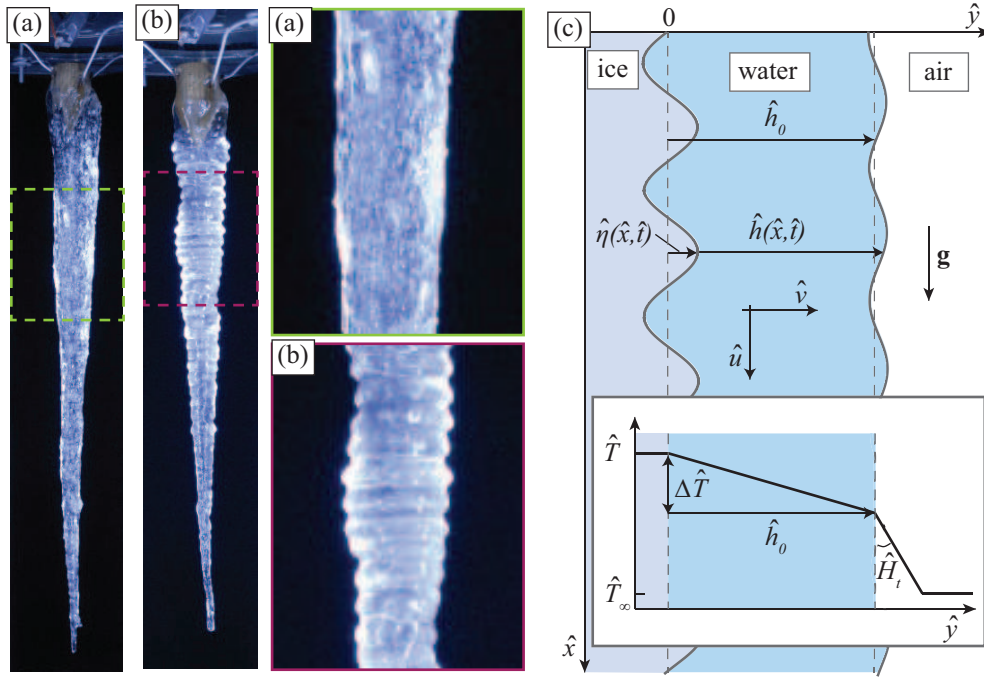 (a)
(b)
(a)
(b)
(c)
0
ŷ
ice
water
air
ĥ₀
η̂(x̂,t̂)
ĥ(x̂,t̂)
g
v̂
û
T̂
ΔT̂
ĥ₀
Ĥₜ
T̂∞
ŷ
x̂